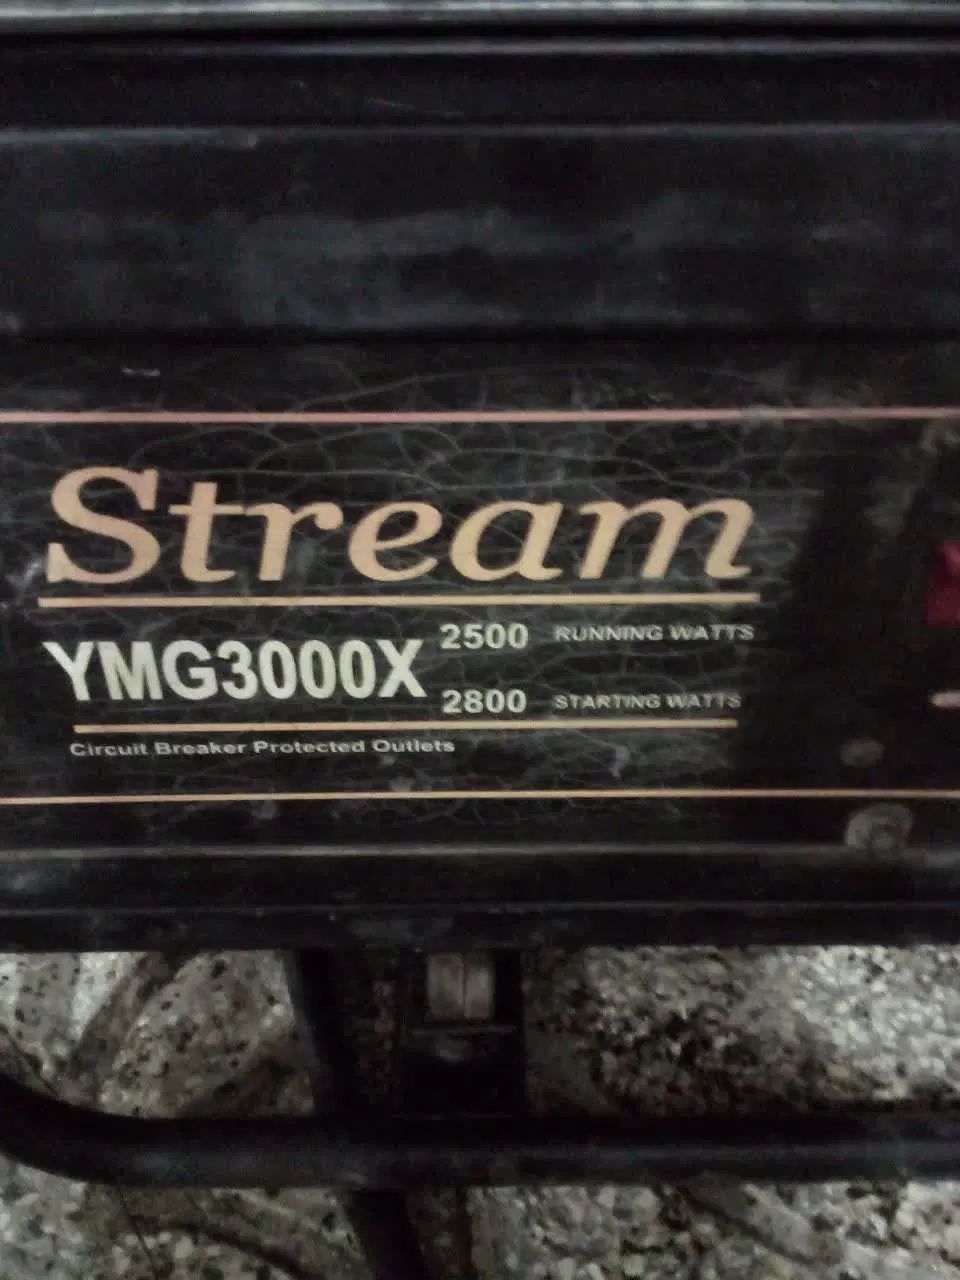 Stream
YMG3000X
2500 RUNNING WATTS
2800 STARTING WATTS
Circuit Breaker Protected Outlets